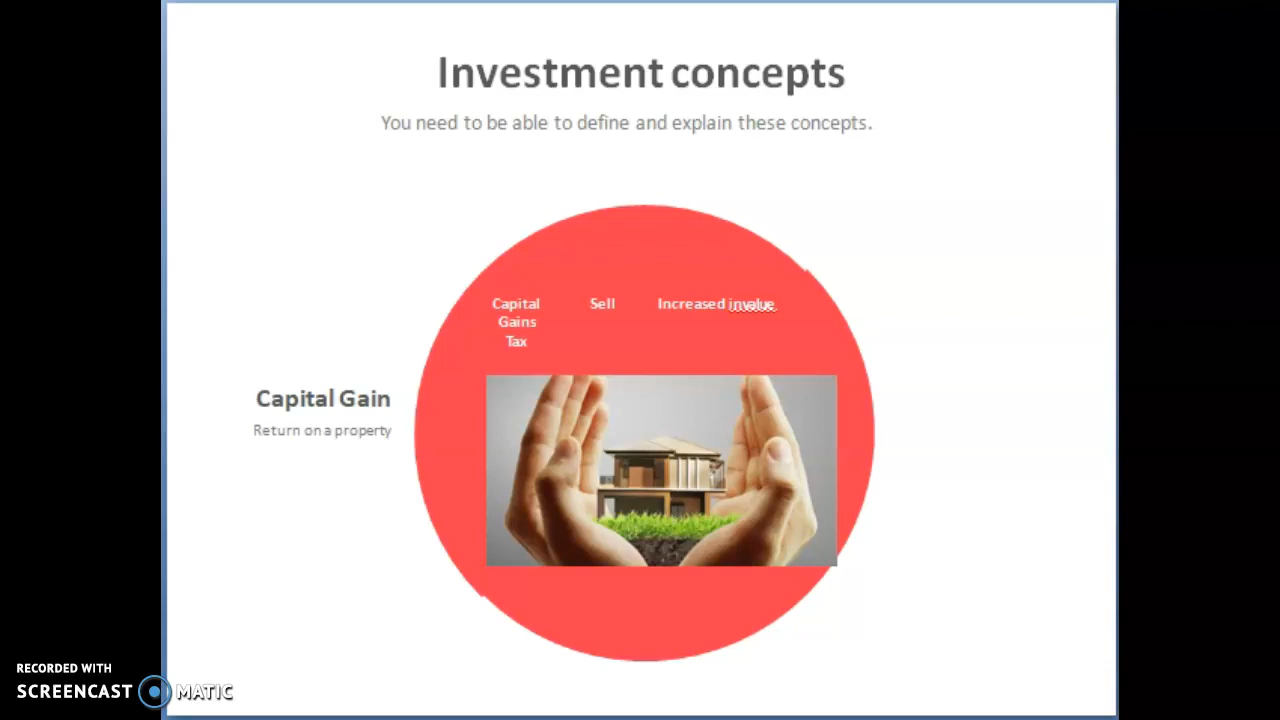 Investment concepts
You need to be able to define and explain these concepts.
Capital Sell Increased invalue
Gains
Tax
Capital Gain
Return on a property
RECORDED WITH
SCREENCAST MATIC